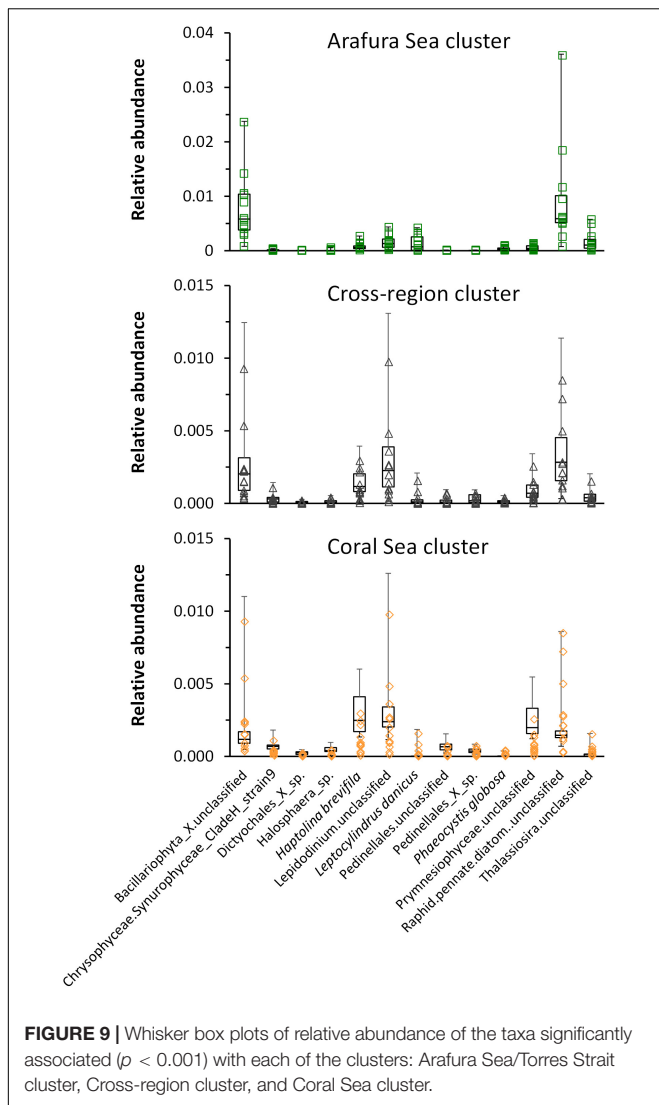 Arafura Sea cluster
Relative abundance
0.04
0.03
0.02
0.01
0
Cross-region cluster
Relative abundance
0.015
0.010
0.005
0.000
Coral Sea cluster
Relative abundance
0.015
0.010
0.005
0.000
Bacillariophyta_X.unclassified
Chrysophyceae.Synurophyceae_CladeH_strain9
Dictyochales_X_sp.
Halosphaera_sp.
Haptolina brevifila
Lepidodinium.unclassified
Leptocylindrus danicus
Pedinellales.unclassified
Pedinellales_X_sp.
Phaeocystis globosa
Prymnesiophyceae.unclassified
Raphid.pennate.diatom..unclassified
Thalassiosira.unclassified
FIGURE 9 | Whisker box plots of relative abundance of the taxa significantly
associated (p < 0.001) with each of the clusters: Arafura Sea/Torres Strait
cluster, Cross-region cluster, and Coral Sea cluster.